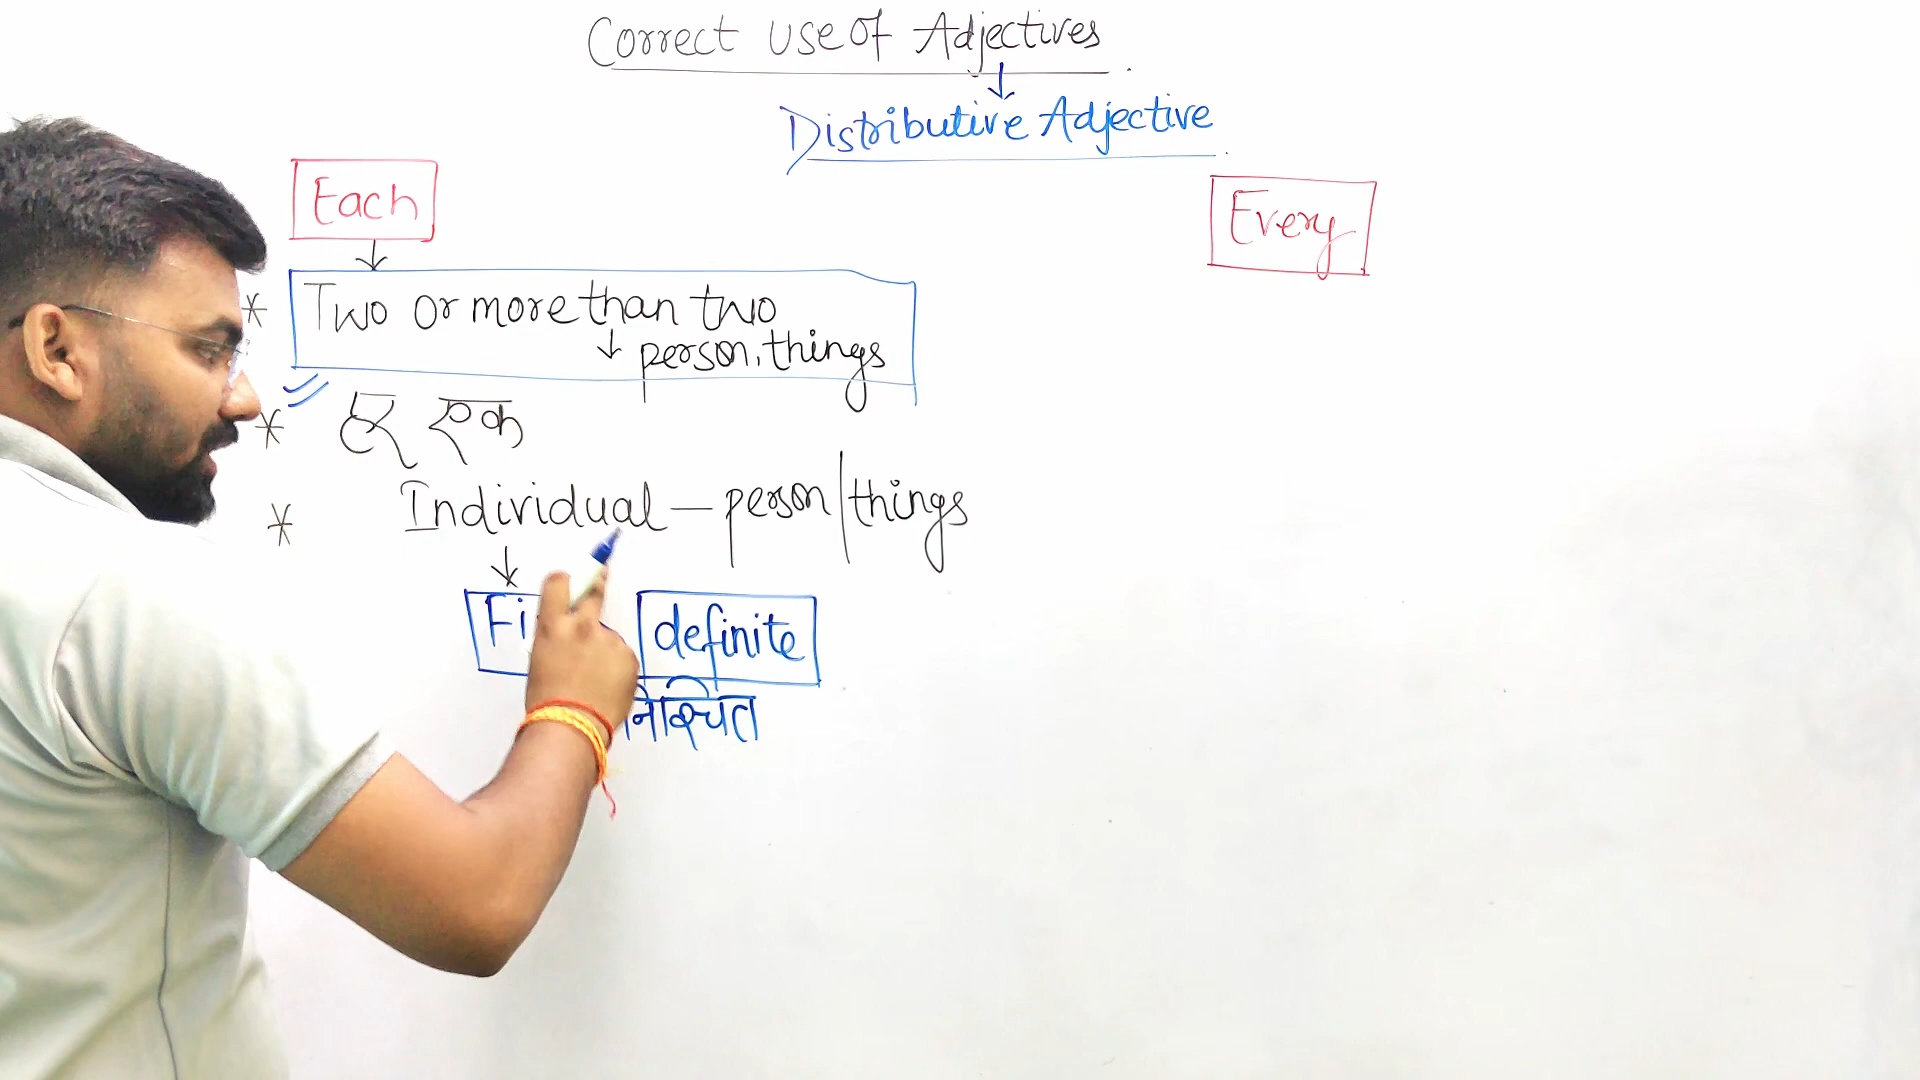 Correct use of Adjectives
Distributive Adjective
Each
Every
* Two or more than two
person, things
* हर एक
* Individual – person/things
definite
निश्चित